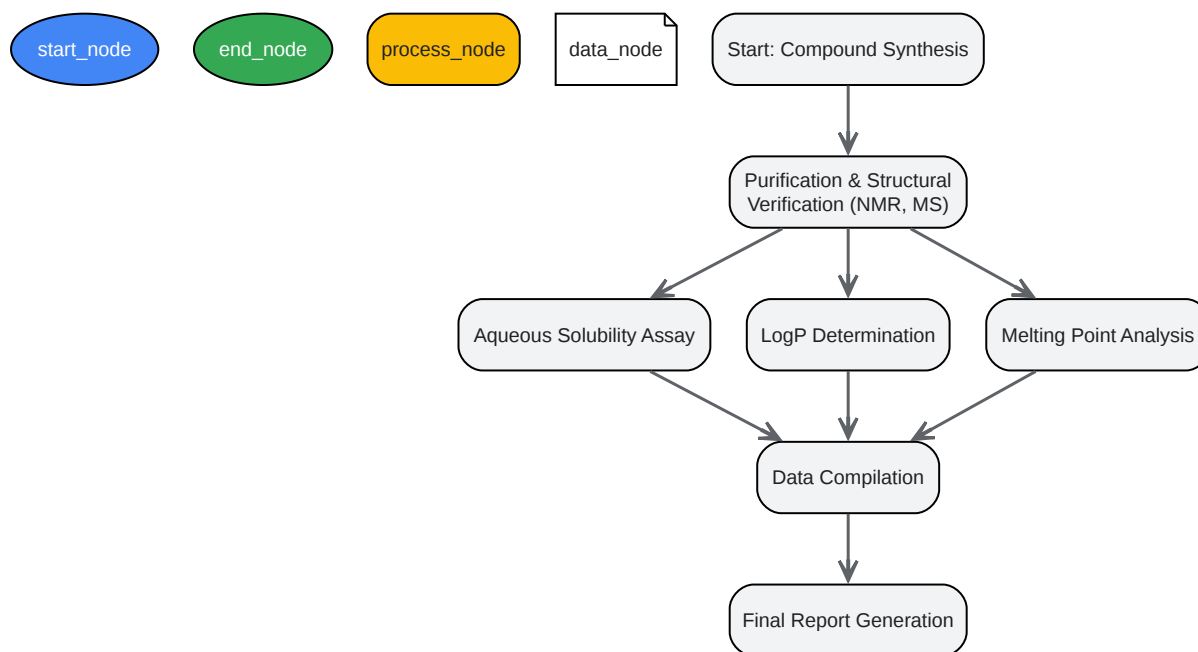 start_node
end_node
process_node
data_node
Start: Compound Synthesis
Purification & Structural
Verification (NMR, MS)
Aqueous Solubility Assay
LogP Determination
Melting Point Analysis
Data Compilation
Final Report Generation